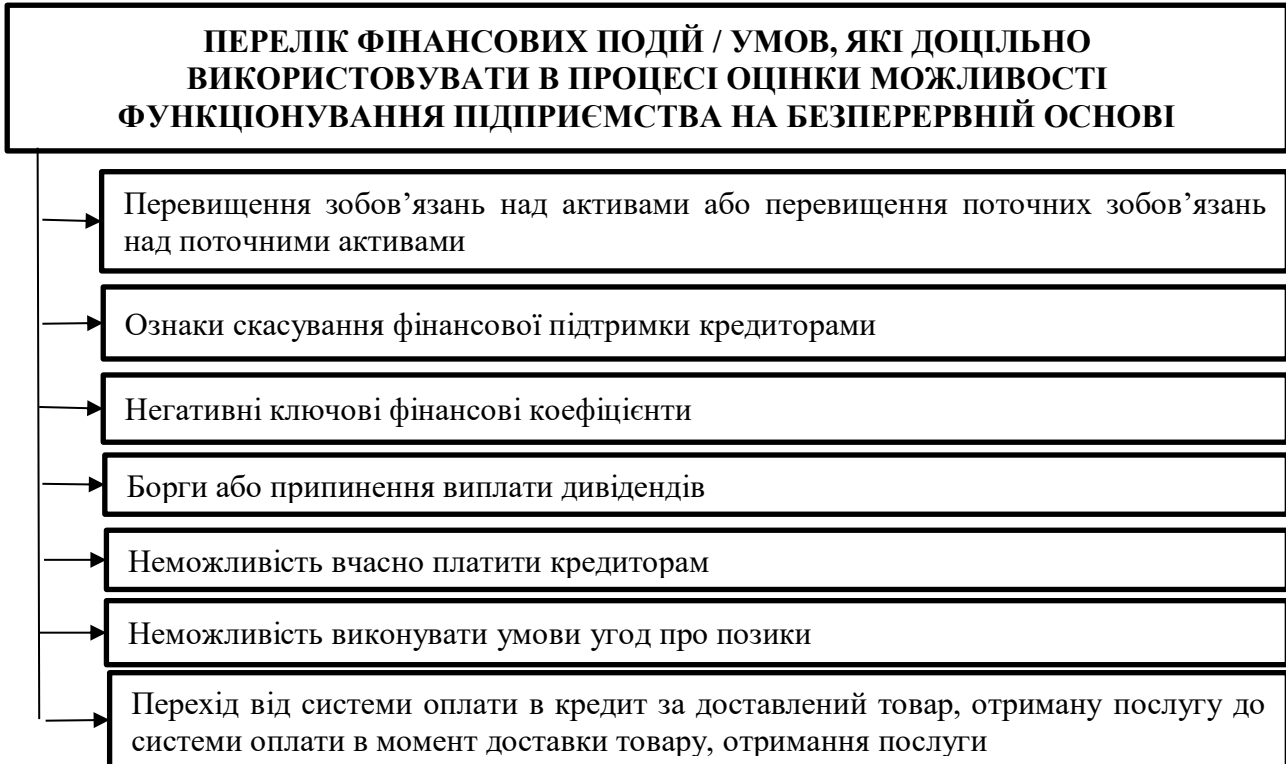 ПЕРЕЛІК ФІНАНСОВИХ ПОДІЙ / УМОВ, ЯКІ ДОЦІЛЬНО
ВИКОРИСТОВУВАТИ В ПРОЦЕСІ ОЦІНКИ МОЖЛИВОСТІ
ФУНКЦІОНУВАННЯ ПІДПРИЄМСТВА НА БЕЗПЕРЕРВНІЙ ОСНОВІ
Перевищення зобов’язань над активами або перевищення поточних зобов’язань
над поточними активами
Ознаки скасування фінансової підтримки кредиторами
Негативні ключові фінансові коефіцієнти
Борги або припинення виплати дивідендів
Неможливість вчасно платити кредиторам
Неможливість виконувати умови угод про позики
Перехід від системи оплати в кредит за доставлений товар, отриману послугу до
системи оплати в момент доставки товару, отримання послуги